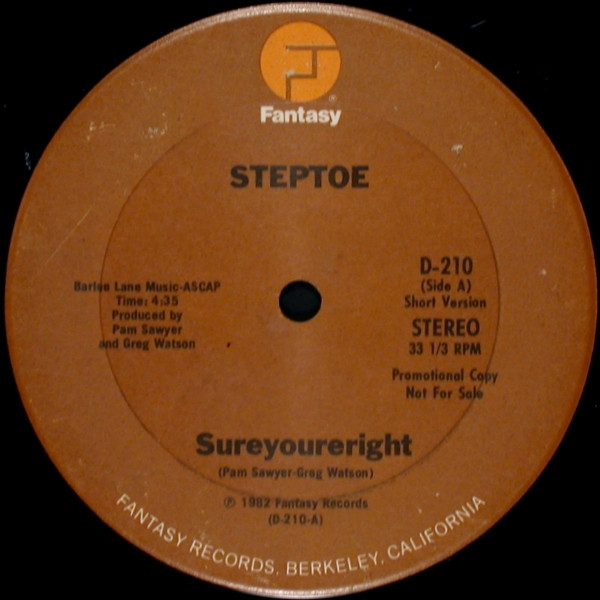 Fantasy
STEPTOE
Barlee Lane Music-ASCAP
Time: 4:35
Produced by
Pam Sawyer
and Greg Watson
D-210
(Side A)
Short Version
STEREO
33 1/3 RPM
Promotional Copy
Not For Sale
Sureyoureright
(Pam Sawyer-Greg Watson)
℗ 1982 Fantasy Records
(D-210-A)
FANTASY RECORDS, BERKELEY, CALIFORNIA